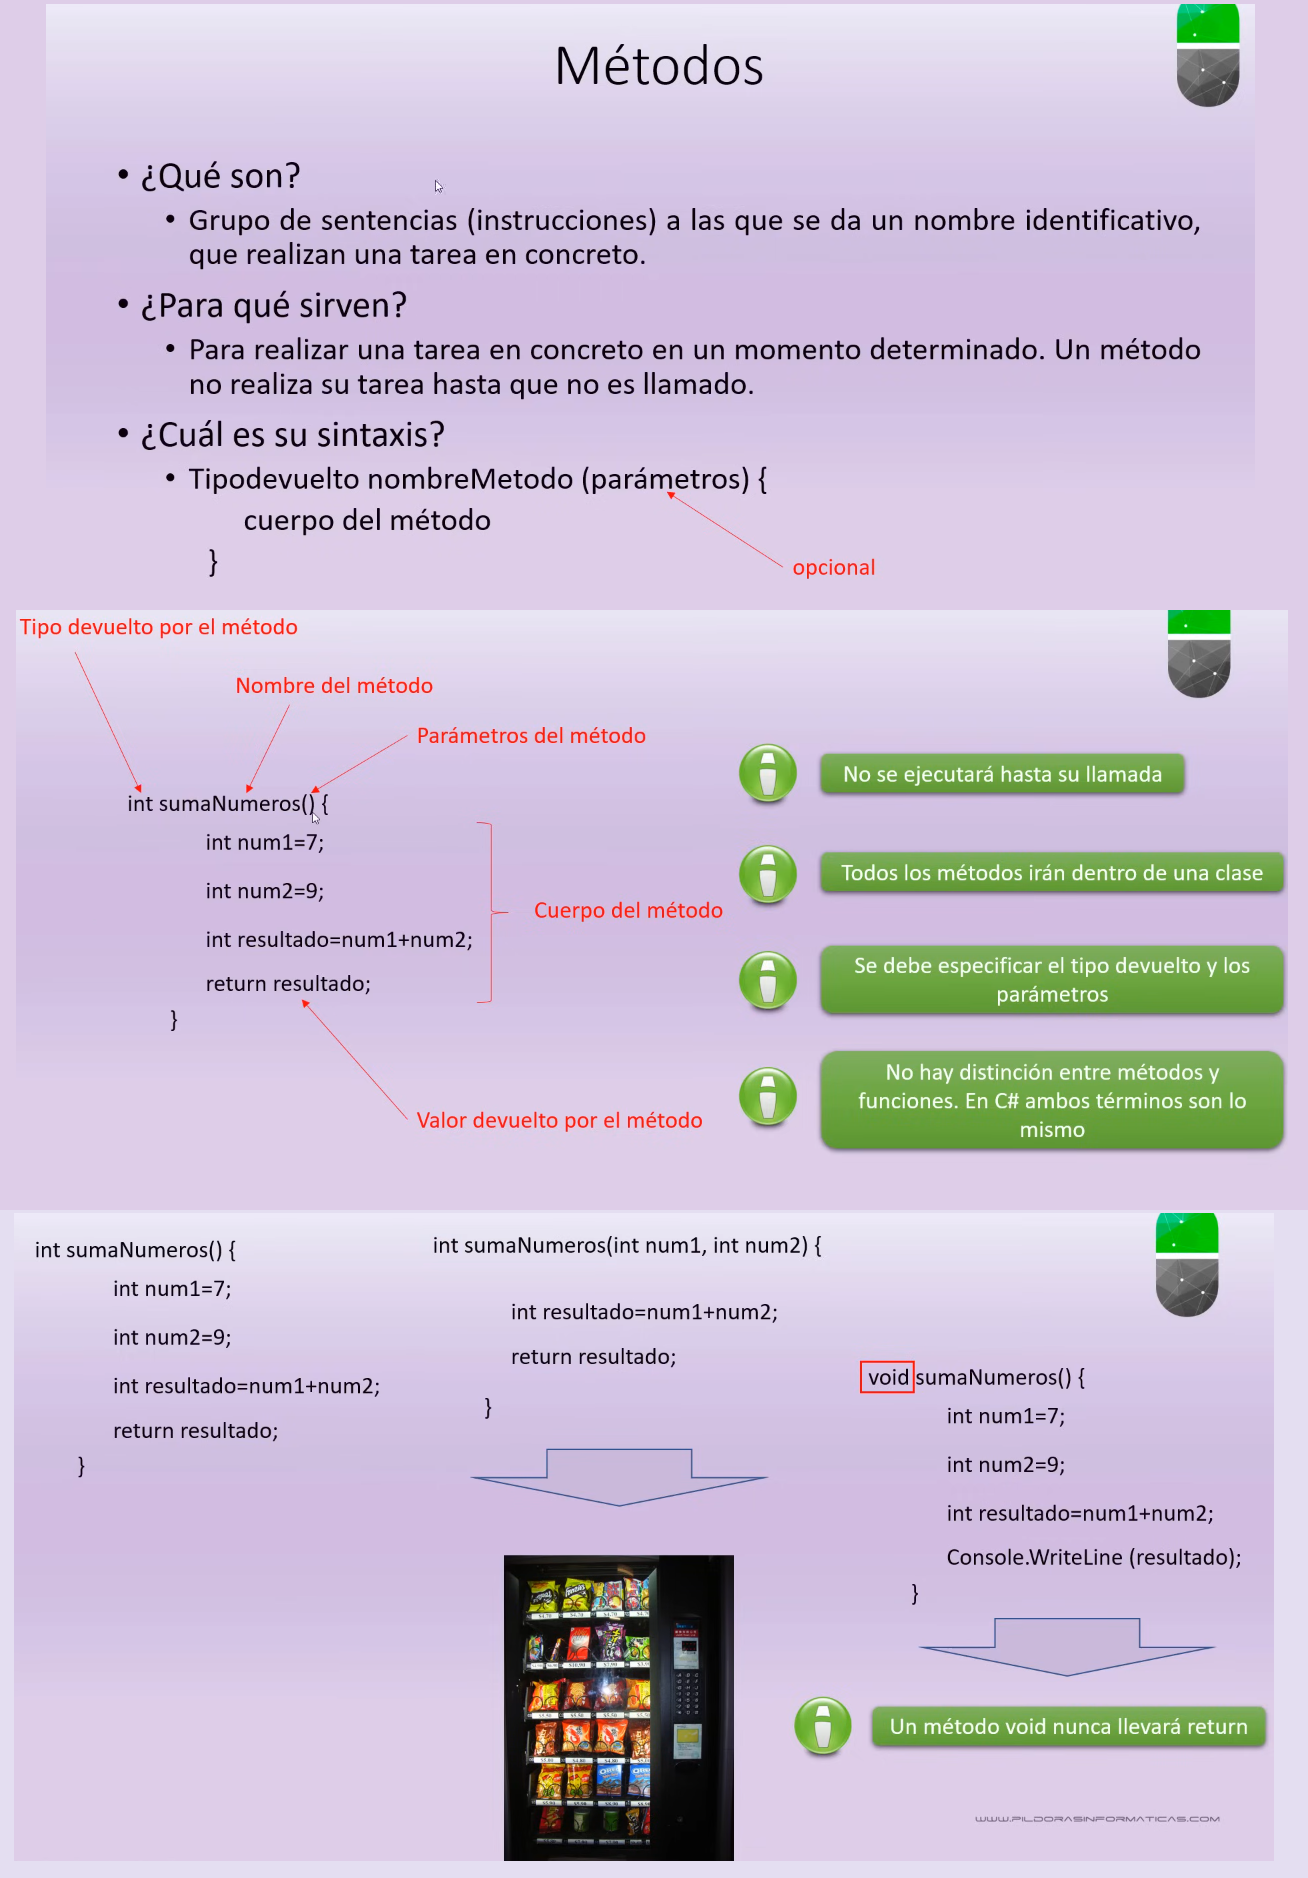 Métodos
• ¿Qué son?
• Grupo de sentencias (instrucciones) a las que se da un nombre identificativo,
que realizan una tarea en concreto.
• ¿Para qué sirven?
• Para realizar una tarea en concreto en un momento determinado. Un método
no realiza su tarea hasta que no es llamado.
• ¿Cuál es su sintaxis?
• Tipodevuelto nombreMetodo (parámetros) {
cuerpo del método
}
opcional
Tipo devuelto por el método
Nombre del método
Parámetros del método
int sumaNumeros() {
int num1=7;
int num2=9;
int resultado=num1+num2;
return resultado;
}
Cuerpo del método
Valor devuelto por el método
No se ejecutará hasta su llamada
Todos los métodos irán dentro de una clase
Se debe especificar el tipo devuelto y los
parámetros
No hay distinción entre métodos y
funciones. En C# ambos términos son lo
mismo
int sumaNumeros() {
int num1=7;
int num2=9;
int resultado=num1+num2;
return resultado;
}
int sumaNumeros(int num1, int num2) {
int resultado=num1+num2;
return resultado;
}
void sumaNumeros() {
int num1=7;
int num2=9;
int resultado=num1+num2;
Console.WriteLine (resultado);
}
Un método void nunca llevará return
WWW.PILDORASINFORMATICAS.COM